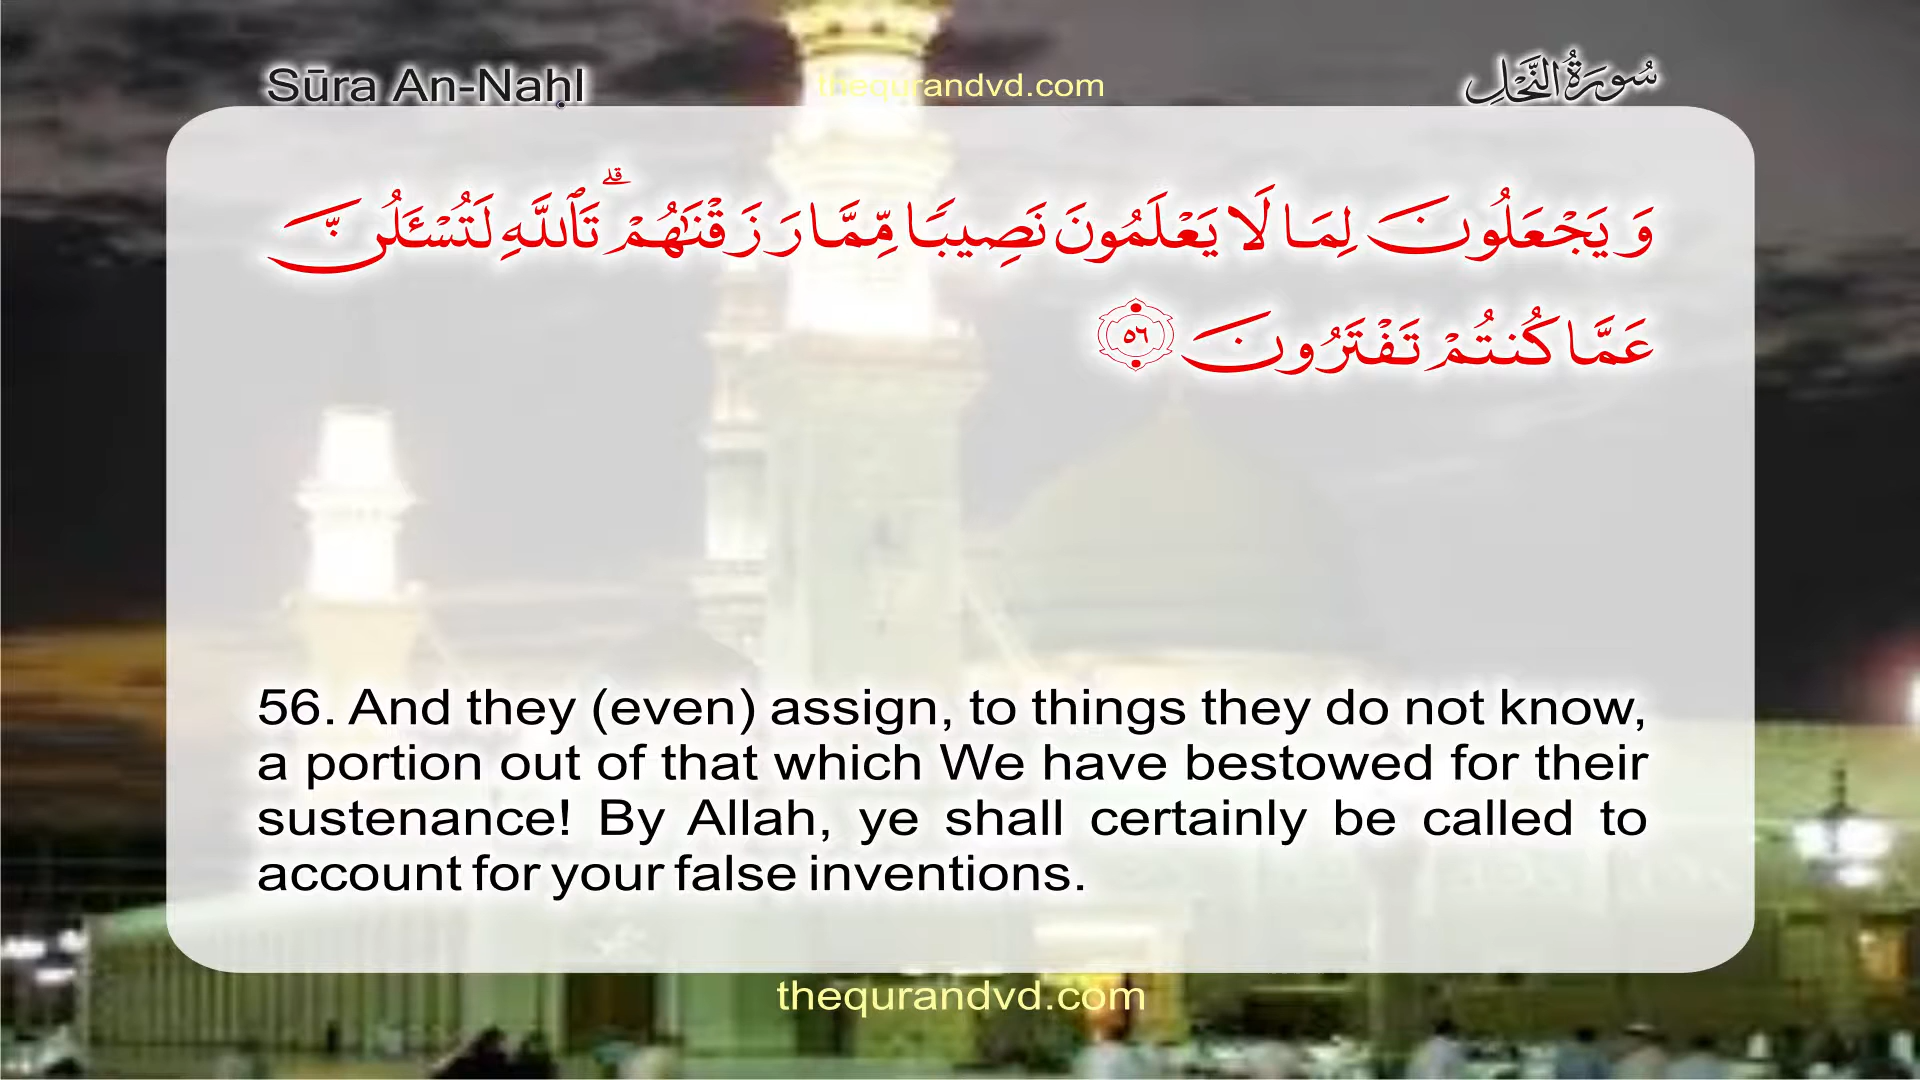 Sūra An-Naḥl
thequrandvd.com
سُورَةُ النَّحْلِ
وَيَجْعَلُونَ لِمَا لَا يَعْلَمُونَ نَصِيبًا مِّمَّا رَزَقْنَٰهُمْ ۗ تَٱللَّهِ لَتُسْـَٔلُنَّ
عَمَّا كُنتُمْ تَفْتَرُونَ ٥٦
56. And they (even) assign, to things they do not know,
a portion out of that which We have bestowed for their
sustenance! By Allah, ye shall certainly be called to
account for your false inventions.
thequrandvd.com